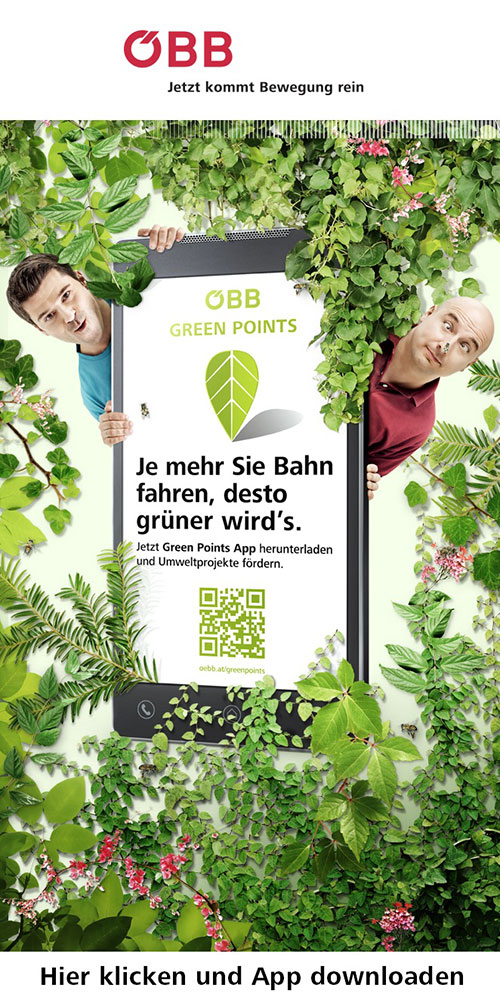 ÖBB
Jetzt kommt Bewegung rein
ÖBB
GREEN POINTS
Je mehr Sie Bahn
fahren, desto
grüner wird's.
Jetzt Green Points App herunterladen
und Umweltprojekte fördern.
oebb.at/greenpoints
Hier klicken und App downloaden